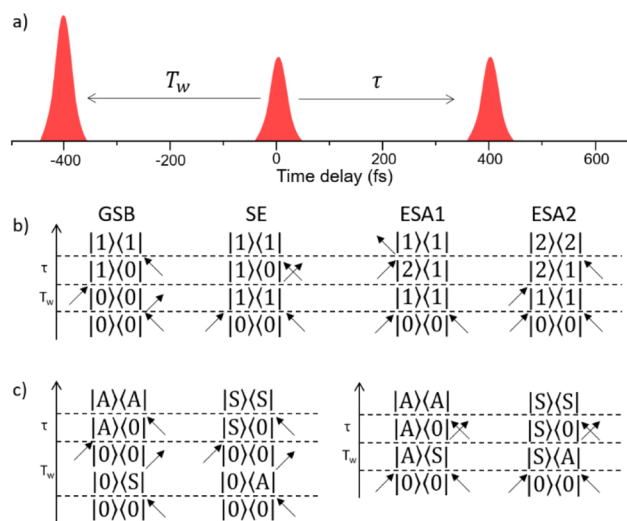 a)
T_w
τ
-400
-200
0
200
400
600
Time delay (fs)
b)
GSB SE ESA1 ESA2
|1⟩⟨1| |1⟩⟨1| |1⟩⟨1| |2⟩⟨2|
τ |1⟩⟨0| |1⟩⟨0| |2⟩⟨1| |2⟩⟨1|
T_w |0⟩⟨0| |1⟩⟨1| |1⟩⟨1| |1⟩⟨1|
|0⟩⟨0| |0⟩⟨0| |0⟩⟨0| |0⟩⟨0|
c)
|A⟩⟨A| |S⟩⟨S|
τ |A⟩⟨0| |S⟩⟨0|
|0⟩⟨0| |0⟩⟨0|
T_w |0⟩⟨S| |0⟩⟨A|
|0⟩⟨0| |0⟩⟨0|
|A⟩⟨A| |S⟩⟨S|
τ |A⟩⟨0| |S⟩⟨0|
T_w |A⟩⟨S| |S⟩⟨A|
|0⟩⟨0| |0⟩⟨0|